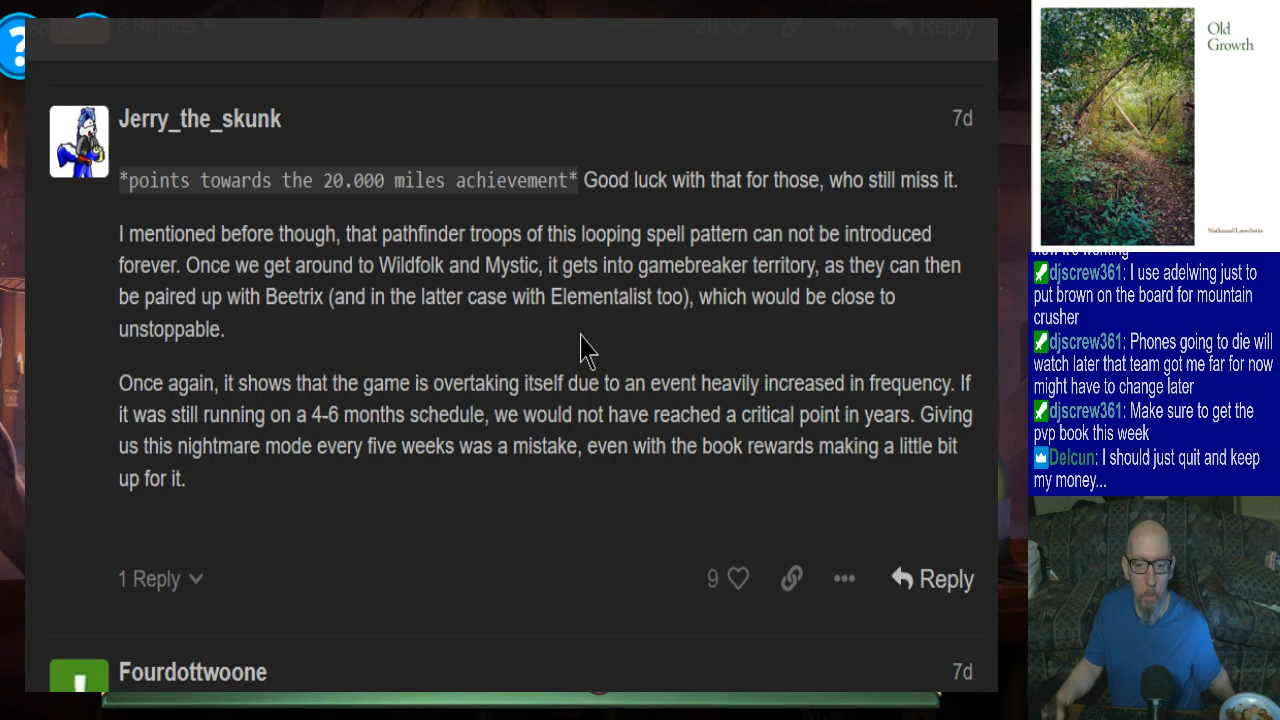 3 Replies
20
Reply
Jerry_the_skunk
7d
*points towards the 20.000 miles achievement* Good luck with that for those, who still miss it.
I mentioned before though, that pathfinder troops of this looping spell pattern can not be introduced
forever. Once we get around to Wildfolk and Mystic, it gets into gamebreaker territory, as they can then
be paired up with Beetrix (and in the latter case with Elementalist too), which would be close to
unstoppable.
Once again, it shows that the game is overtaking itself due to an event heavily increased in frequency. If
it was still running on a 4-6 months schedule, we would not have reached a critical point in years. Giving
us this nightmare mode every five weeks was a mistake, even with the book rewards making a little bit
up for it.
1 Reply
9
Reply
Fourdottwoone
7d
Old
Growth
djscrew361: I use adelwing just to
put brown on the board for mountain
crusher
djscrew361: Phones going to die will
watch later that team got me far for now
might have to change later
djscrew361: Make sure to get the
pvp book this week
Delcun: I should just quit and keep
my money...